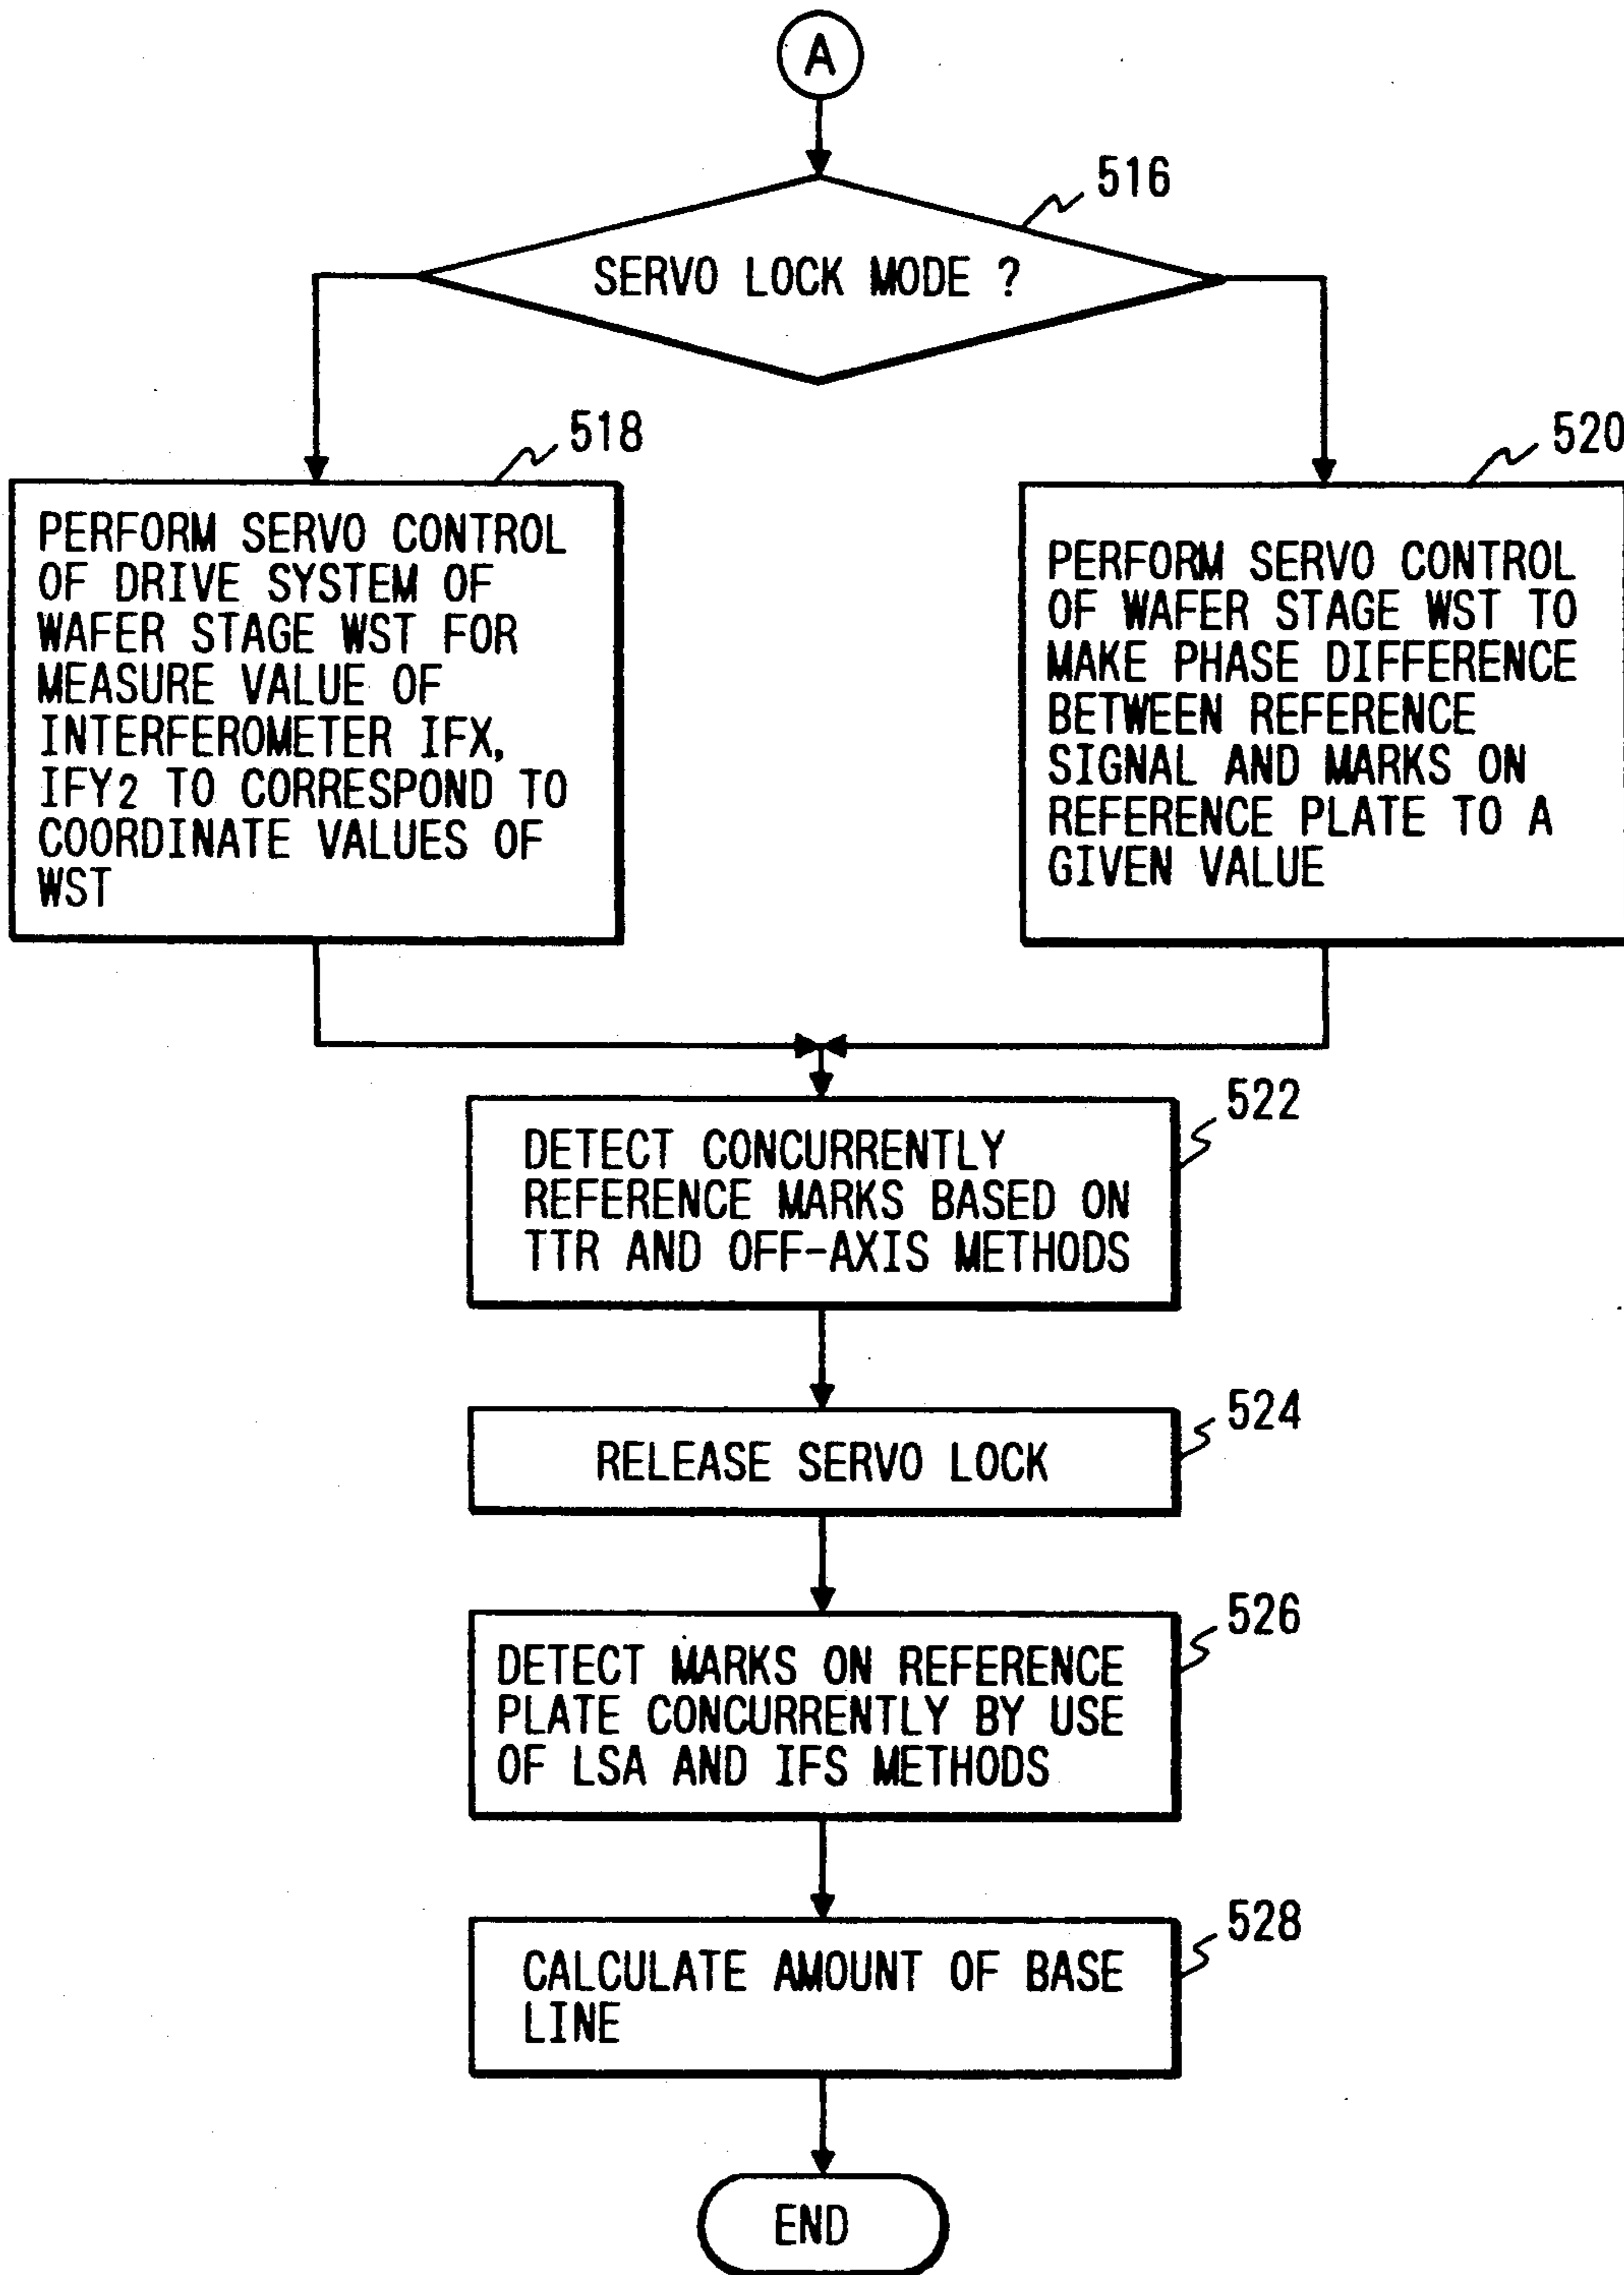 A
516
SERVO LOCK MODE ?
518
PERFORM SERVO CONTROL
OF DRIVE SYSTEM OF
WAFER STAGE WST FOR
MEASURE VALUE OF
INTERFEROMETER IFX,
IFY2 TO CORRESPOND TO
COORDINATE VALUES OF
WST
520
PERFORM SERVO CONTROL
OF WAFER STAGE WST TO
MAKE PHASE DIFFERENCE
BETWEEN REFERENCE
SIGNAL AND MARKS ON
REFERENCE PLATE TO A
GIVEN VALUE
522
DETECT CONCURRENTLY
REFERENCE MARKS BASED ON
TTR AND OFF-AXIS METHODS
524
RELEASE SERVO LOCK
526
DETECT MARKS ON REFERENCE
PLATE CONCURRENTLY BY USE
OF LSA AND IFS METHODS
528
CALCULATE AMOUNT OF BASE
LINE
END